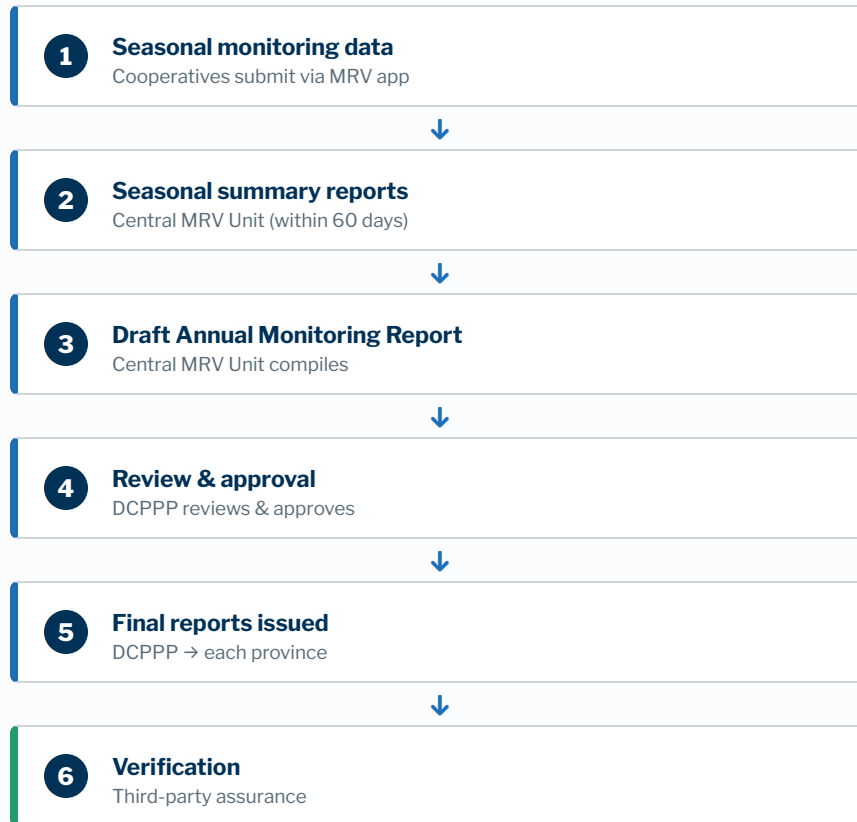 1
Seasonal monitoring data
Cooperatives submit via MRV app
2
Seasonal summary reports
Central MRV Unit (within 60 days)
3
Draft Annual Monitoring Report
Central MRV Unit compiles
4
Review & approval
DCPPP reviews & approves
5
Final reports issued
DCPPP → each province
6
Verification
Third-party assurance